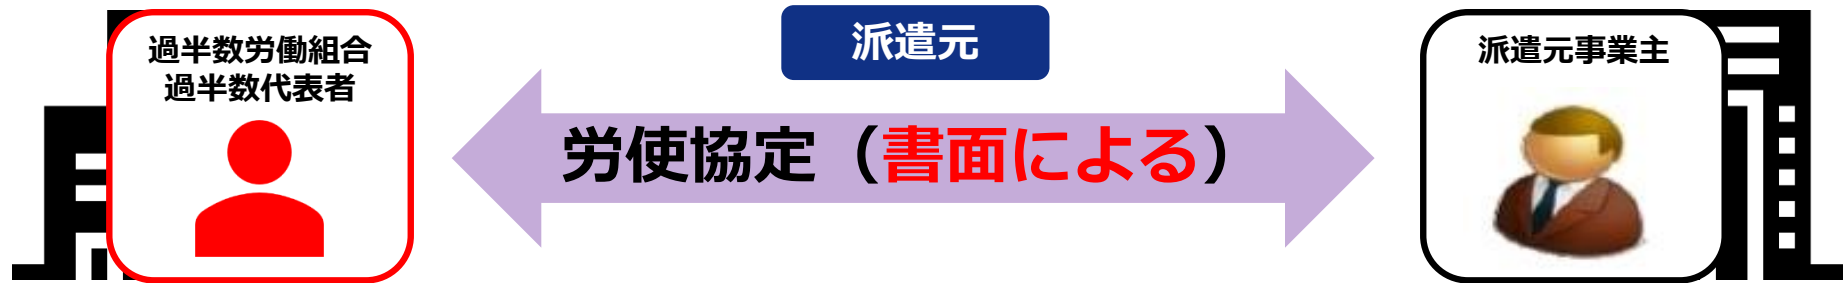 過半数労働組合
過半数代表者
派遣元
労使協定（書面による）
派遣元事業主